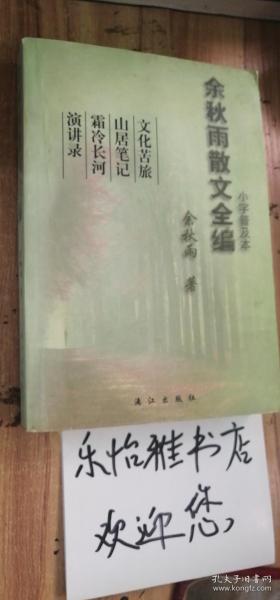 余秋雨散文全编
小字普及本
余秋雨 著
文化苦旅
山居笔记
霜冷长河
演讲录
漓江出版社
乐怡雅书店
欢迎您,
孔夫子旧书网